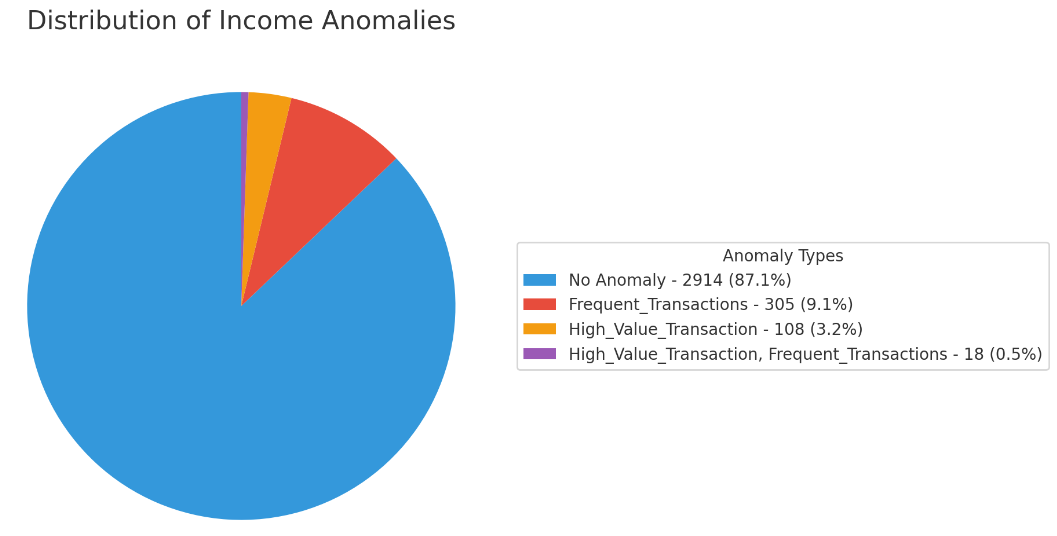 Distribution of Income Anomalies
Anomaly Types
No Anomaly - 2914 (87.1%)
Frequent_Transactions - 305 (9.1%)
High_Value_Transaction - 108 (3.2%)
High_Value_Transaction, Frequent_Transactions - 18 (0.5%)